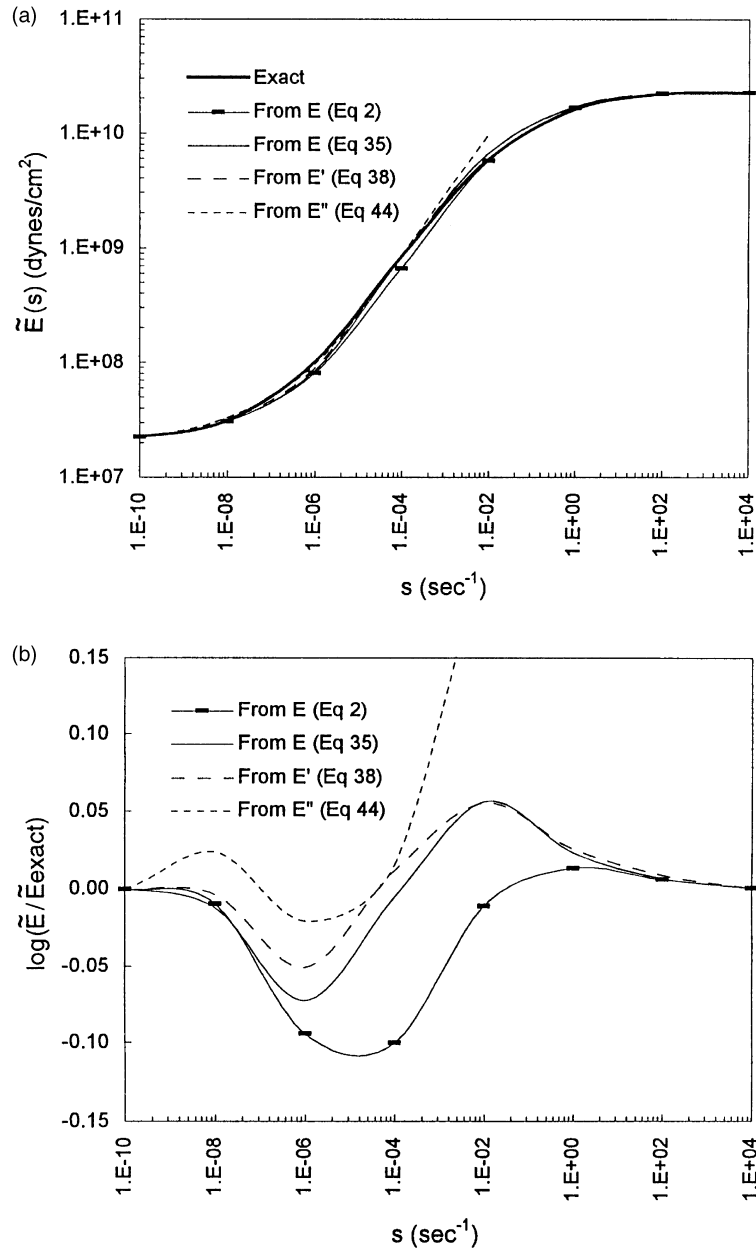 (a)
1.E+11
1.E+10
1.E+09
1.E+08
1.E+07
Ẽ(s) (dynes/cm²)
Exact
From E (Eq 2)
From E (Eq 35)
From E' (Eq 38)
From E" (Eq 44)
1.E-10
1.E-08
1.E-06
1.E-04
1.E-02
1.E+00
1.E+02
1.E+04
s (sec⁻¹)
(b)
0.15
0.10
0.05
0.00
-0.05
-0.10
-0.15
log(Ẽ/Ẽexact)
From E (Eq 2)
From E (Eq 35)
From E' (Eq 38)
From E" (Eq 44)
1.E-10
1.E-08
1.E-06
1.E-04
1.E-02
1.E+00
1.E+02
1.E+04
s (sec⁻¹)